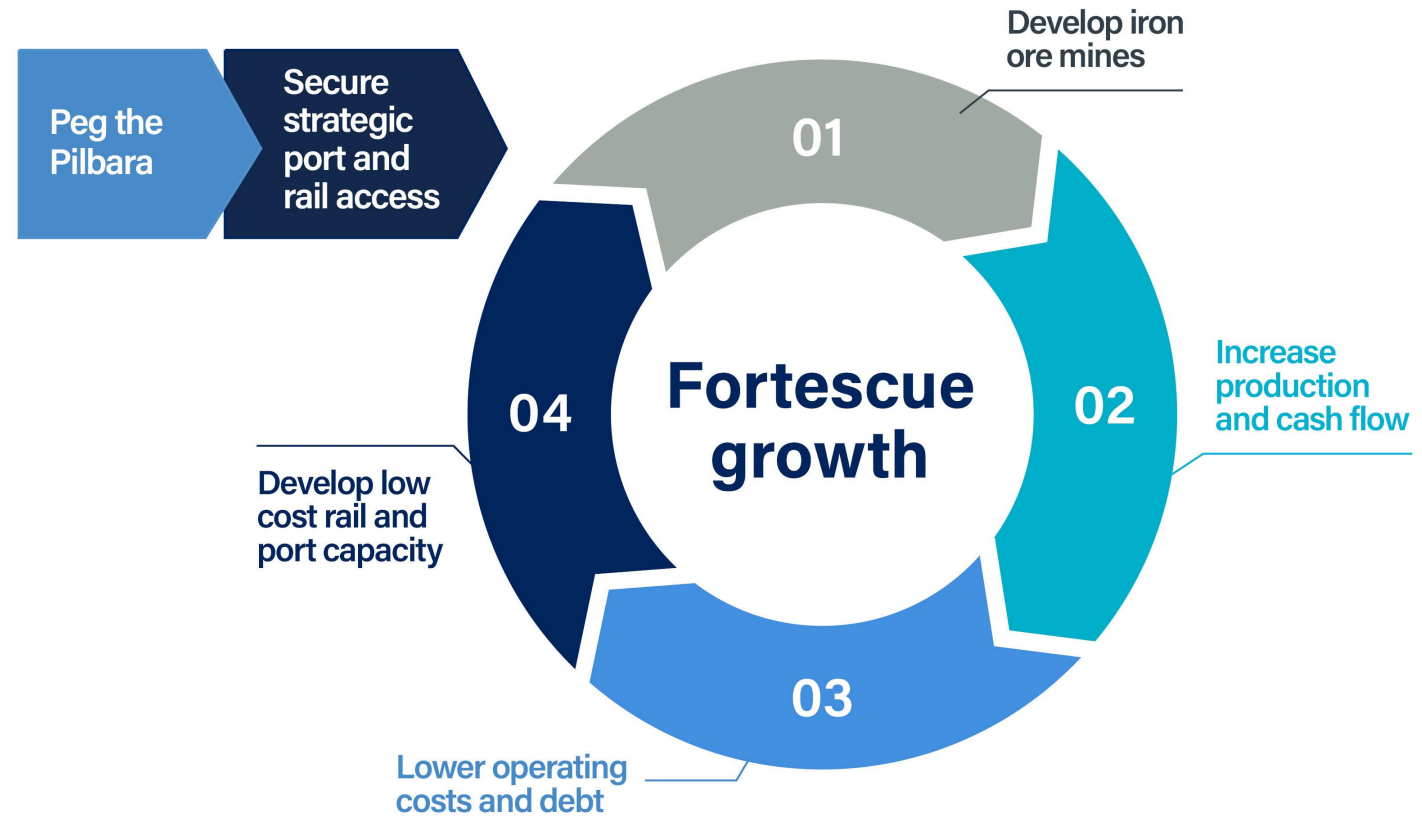 Peg the
Pilbara
Secure
strategic
port and
rail access
Develop iron
ore mines
01
Increase
production
and cash flow
02
Fortescue
growth
04
Develop low
cost rail and
port capacity
03
Lower operating
costs and debt